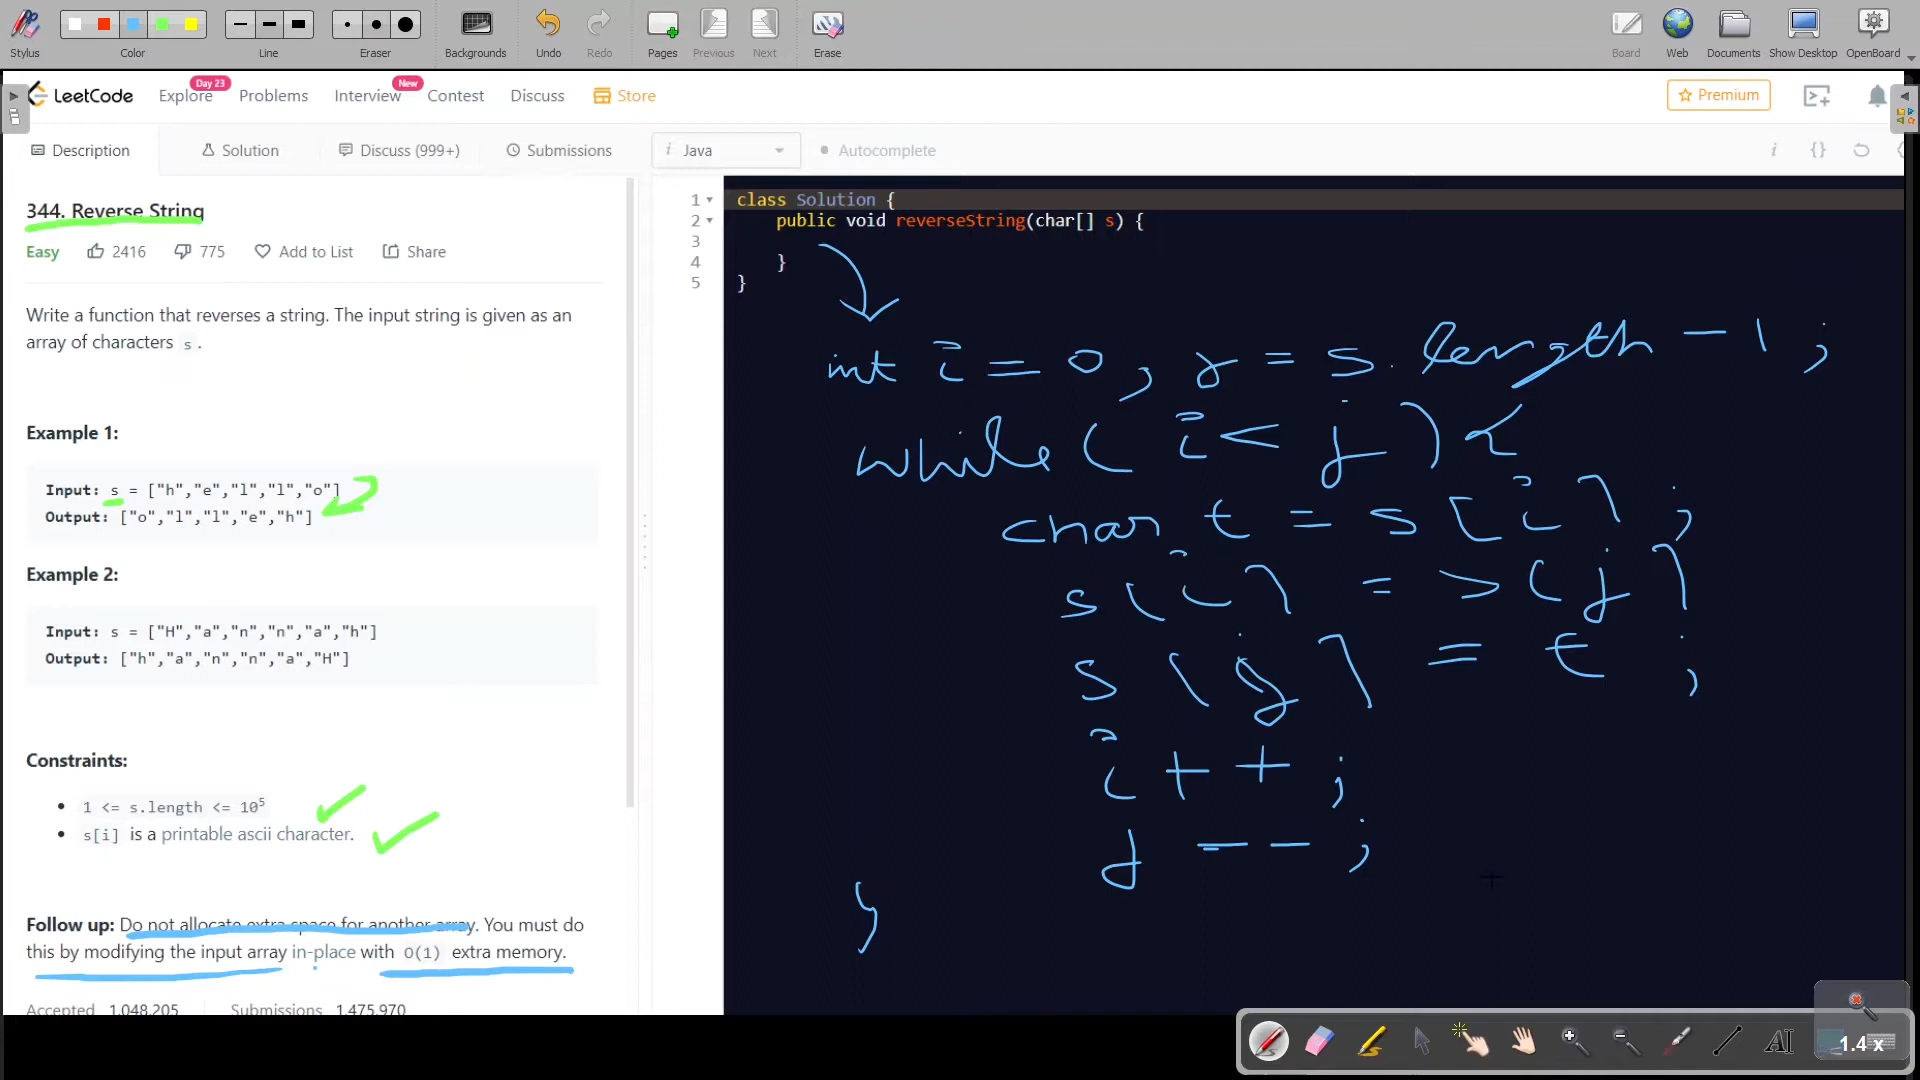 Stylus Color Line Eraser Backgrounds Undo Redo Pages Previous Next Erase Board Web Documents Show Desktop OpenBoard
LeetCode Explore Day 23 Problems Interview New Contest Discuss Store Premium
Description Solution Discuss (999+) Submissions i Java Autocomplete
344. Reverse String
Easy 2416 775 Add to List Share
Write a function that reverses a string. The input string is given as an
array of characters s .
Example 1:
Input: s = ["h","e","l","l","o"]
Output: ["o","l","l","e","h"]
Example 2:
Input: s = ["H","a","n","n","a","h"]
Output: ["h","a","n","n","a","H"]
Constraints:
• 1 <= s.length <= 10⁵
• s[i] is a printable ascii character.
Follow up: Do not allocate extra space for another array. You must do
this by modifying the input array in-place with O(1) extra memory.
Accepted 1,048,205 Submissions 1,475,970
1 class Solution {
2 public void reverseString(char[] s) {
3
4 }
5 }
int i = 0, j = s.length - 1;
while (i < j) {
char t = s[i];
s[i] = s[j]
s[j] = t;
i++;
j--;
}
1.4 x